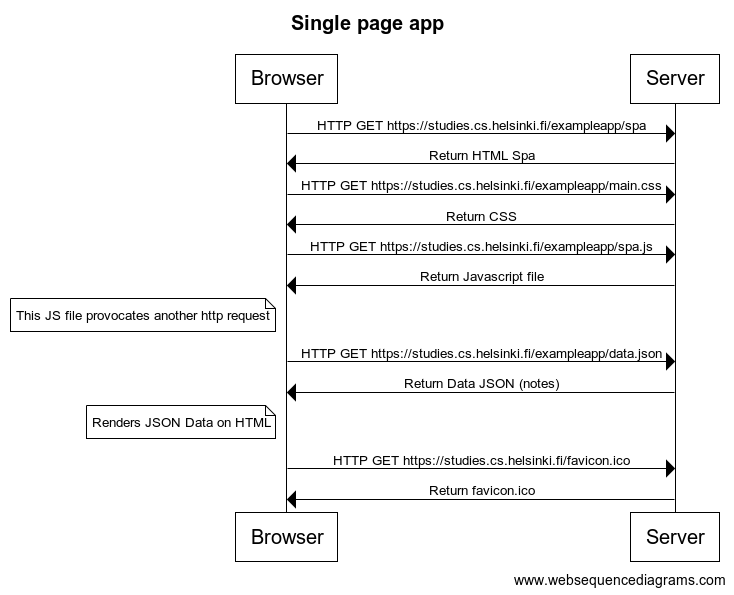 Single page app
Browser
Server
HTTP GET https://studies.cs.helsinki.fi/exampleapp/spa
Return HTML Spa
HTTP GET https://studies.cs.helsinki.fi/exampleapp/main.css
Return CSS
HTTP GET https://studies.cs.helsinki.fi/exampleapp/spa.js
Return Javascript file
This JS file provocates another http request
HTTP GET https://studies.cs.helsinki.fi/exampleapp/data.json
Return Data JSON (notes)
Renders JSON Data on HTML
HTTP GET https://studies.cs.helsinki.fi/favicon.ico
Return favicon.ico
Browser
Server
www.websequencediagrams.com